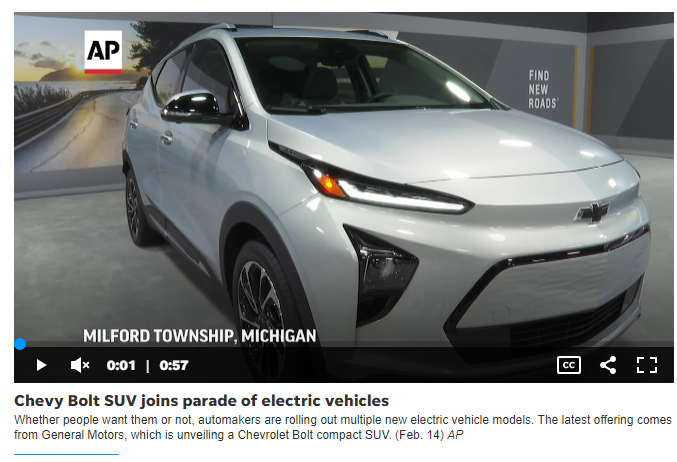 AP
FIND
NEW
ROADS
MILFORD TOWNSHIP, MICHIGAN
0:01 | 0:57
CC
Chevy Bolt SUV joins parade of electric vehicles
Whether people want them or not, automakers are rolling out multiple new electric vehicle models. The latest offering comes
from General Motors, which is unveiling a Chevrolet Bolt compact SUV. (Feb. 14) AP